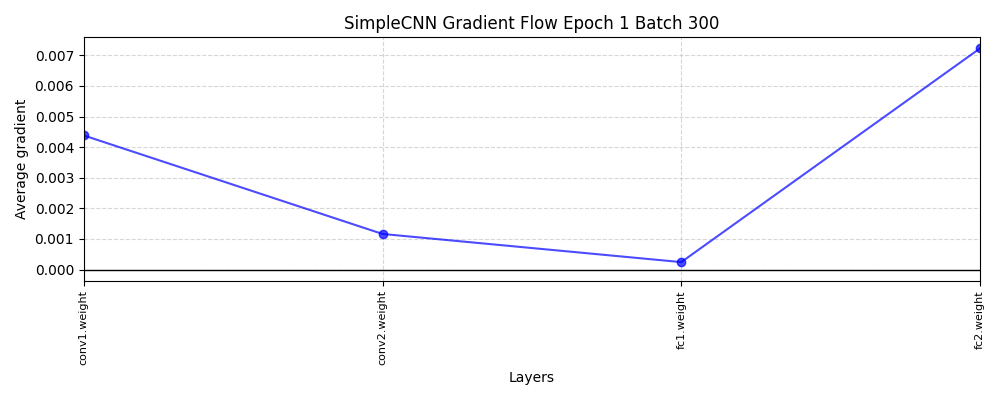 SimpleCNN Gradient Flow Epoch 1 Batch 300
Average gradient
0.007
0.006
0.005
0.004
0.003
0.002
0.001
0.000
conv1.weight
conv2.weight
fc1.weight
fc2.weight
Layers